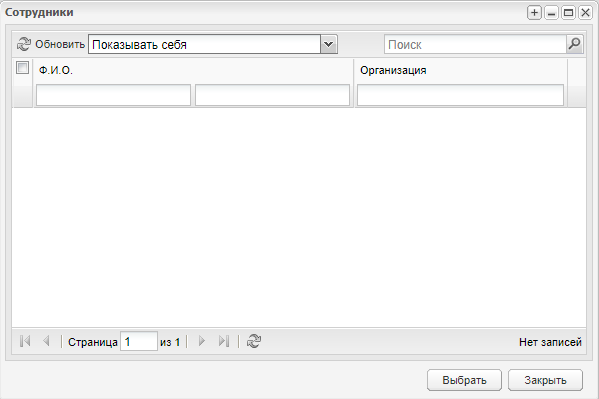 Сотрудники
Обновить Показывать себя Поиск
Ф.И.О. Организация
Страница 1 из 1 Нет записей
Выбрать Закрыть